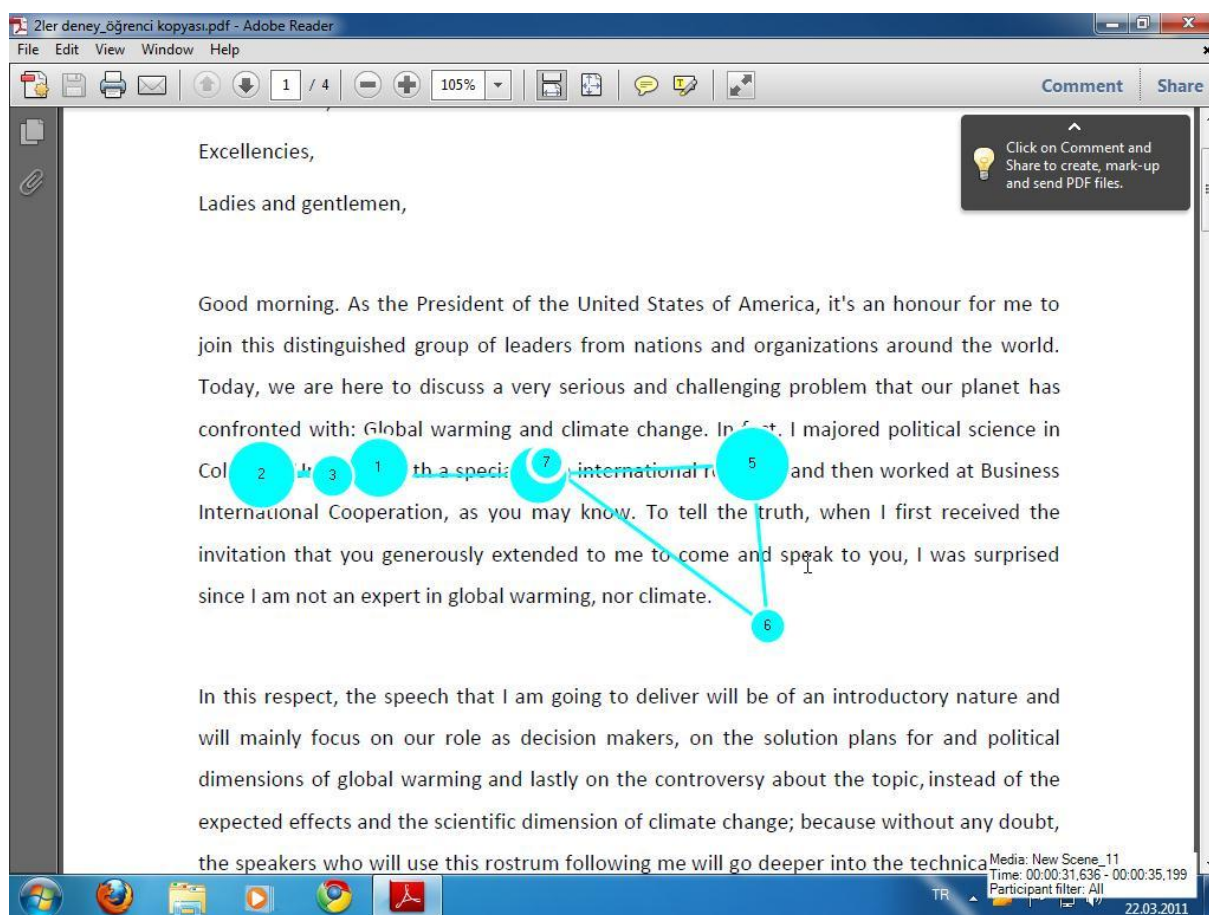 2ler deney_öğrenci kopyası.pdf - Adobe Reader
File Edit View Window Help
1 / 4 105% Comment Share
Click on Comment and
Share to create, mark-up
and send PDF files.
Excellencies,
Ladies and gentlemen,
Good morning. As the President of the United States of America, it's an honour for me to
join this distinguished group of leaders from nations and organizations around the world.
Today, we are here to discuss a very serious and challenging problem that our planet has
confronted with: Global warming and climate change. In I majored political science in
2 3 1 a 7 international 5 and then worked at Business
International Cooperation, as you may know. To tell the truth, when I first received the
invitation that you generously extended to me to come and speak to you, I was surprised
since I am not an expert in global warming, nor climate.
6
In this respect, the speech that I am going to deliver will be of an introductory nature and
will mainly focus on our role as decision makers, on the solution plans for and political
dimensions of global warming and lastly on the controversy about the topic, instead of the
expected effects and the scientific dimension of climate change; because without any doubt,
the speakers who will use this rostrum following me will go deeper into the
Media: New Scene_11
Time: 00:00:31,636 - 00:00:35,199
Participant filter: All
TR
22.03.2011